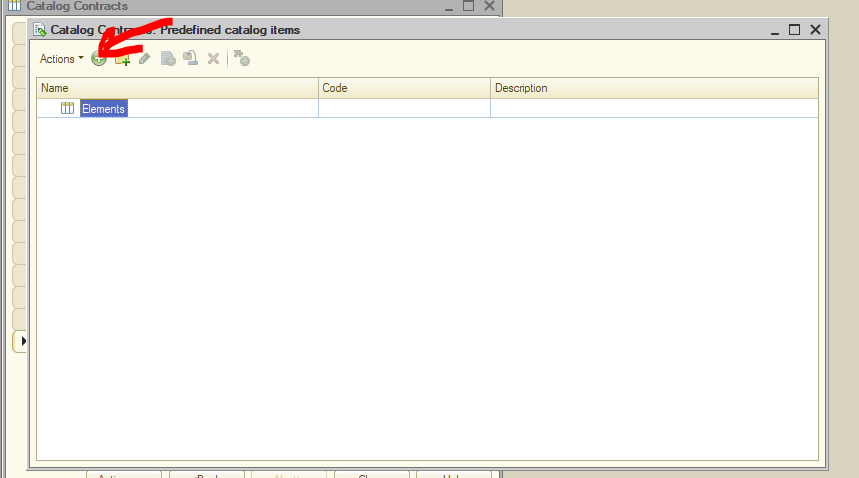 Catalog Contracts
Catalog Contracts: Predefined catalog items
Actions
Name Code Description
Elements